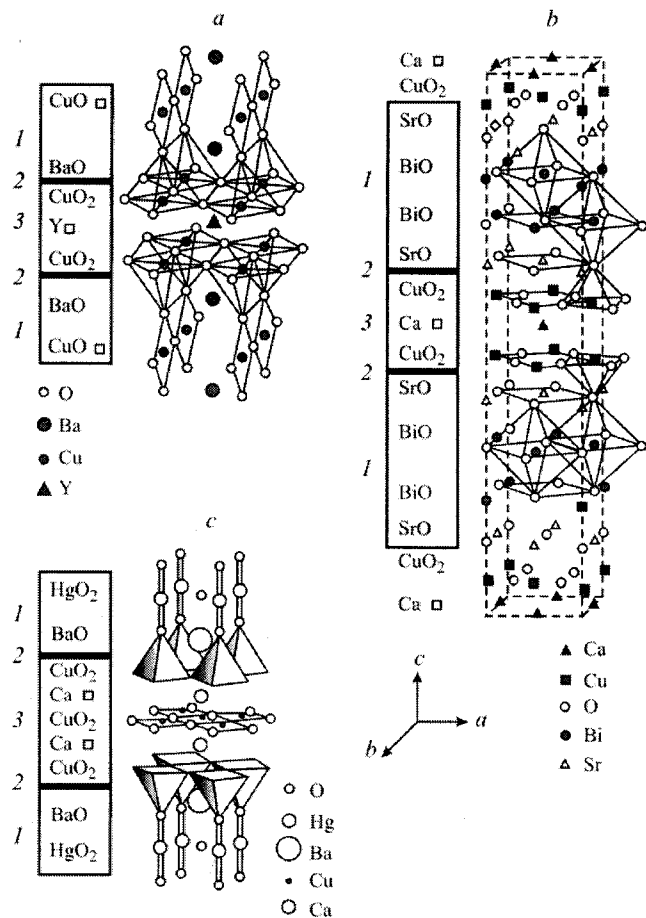 a
CuO □
1
BaO
2
CuO₂
3
Y □
CuO₂
2
BaO
1
CuO □
O
Ba
Cu
Y
b
Ca □
CuO₂
SrO
1
BiO
BiO
SrO
2
CuO₂
3
Ca □
CuO₂
2
SrO
BiO
1
BiO
SrO
CuO₂
Ca □
c
a
b
Ca
Cu
O
Bi
Sr
c
HgO₂
1
BaO
2
CuO₂
Ca □
3
CuO₂
Ca □
CuO₂
2
BaO
1
HgO₂
O
Hg
Ba
Cu
Ca